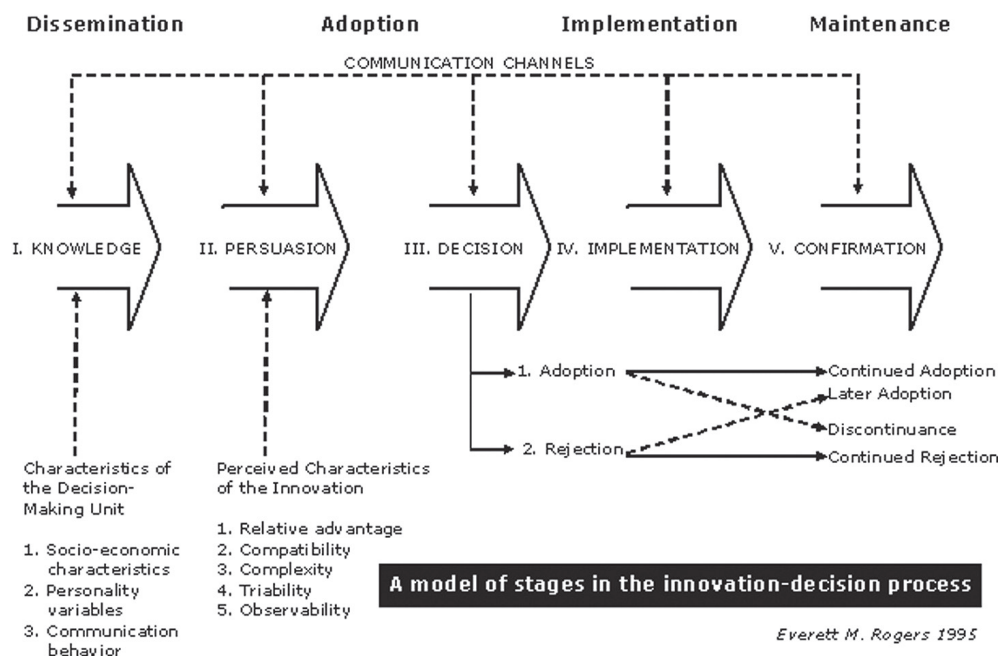 Dissemination Adoption Implementation Maintenance
COMMUNICATION CHANNELS
I. KNOWLEDGE II. PERSUASION III. DECISION IV. IMPLEMENTATION V. CONFIRMATION
1. Adoption
Continued Adoption
Later Adoption
Discontinuance
2. Rejection
Continued Rejection
Characteristics of
the Decision-
Making Unit
1. Socio-economic
characteristics
2. Personality
variables
3. Communication
behavior
Perceived Characteristics
of the Innovation
1. Relative advantage
2. Compatibility
3. Complexity
4. Triability
5. Observability
A model of stages in the innovation-decision process
Everett M. Rogers 1995